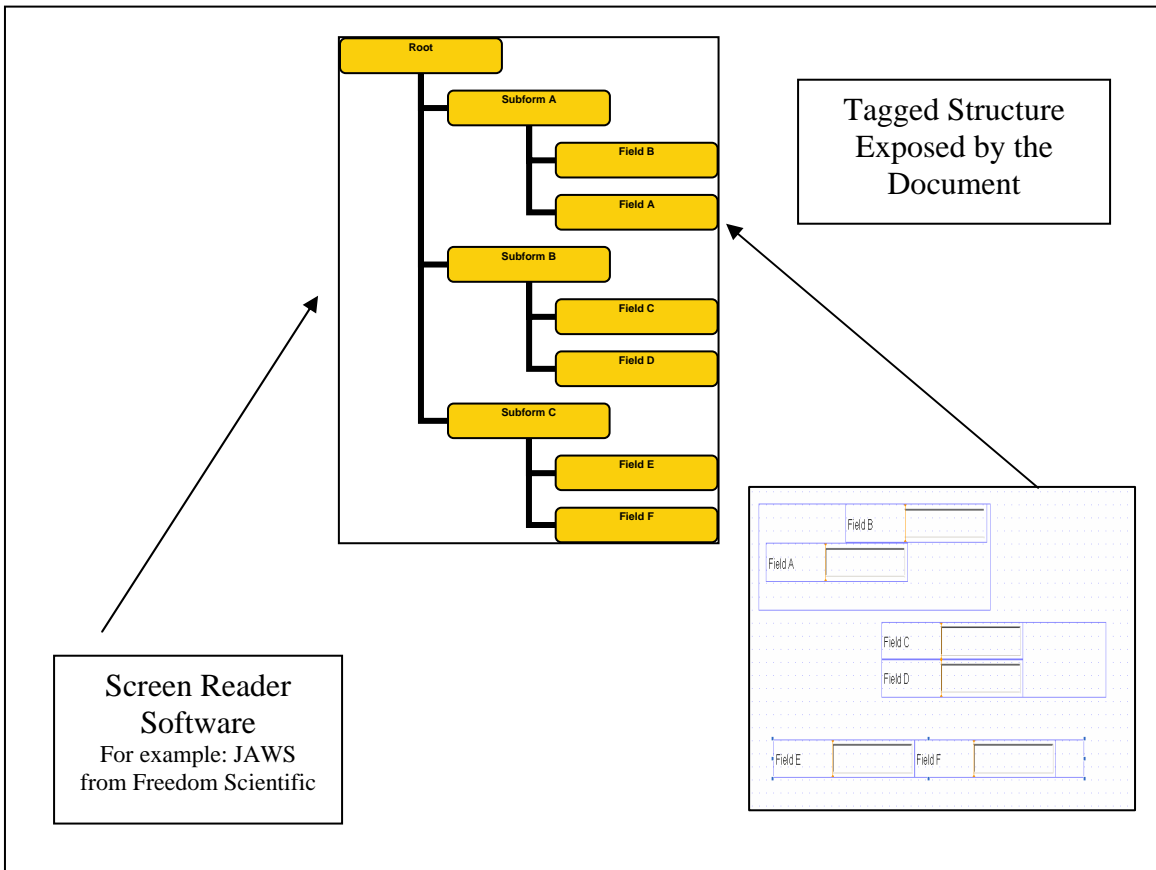 Root
Subform A
Field B
Field A
Subform B
Field C
Field D
Subform C
Field E
Field F
Tagged Structure
Exposed by the
Document
Screen Reader
Software
For example: JAWS
from Freedom Scientific
Field B
Field A
Field C
Field D
Field E Field F